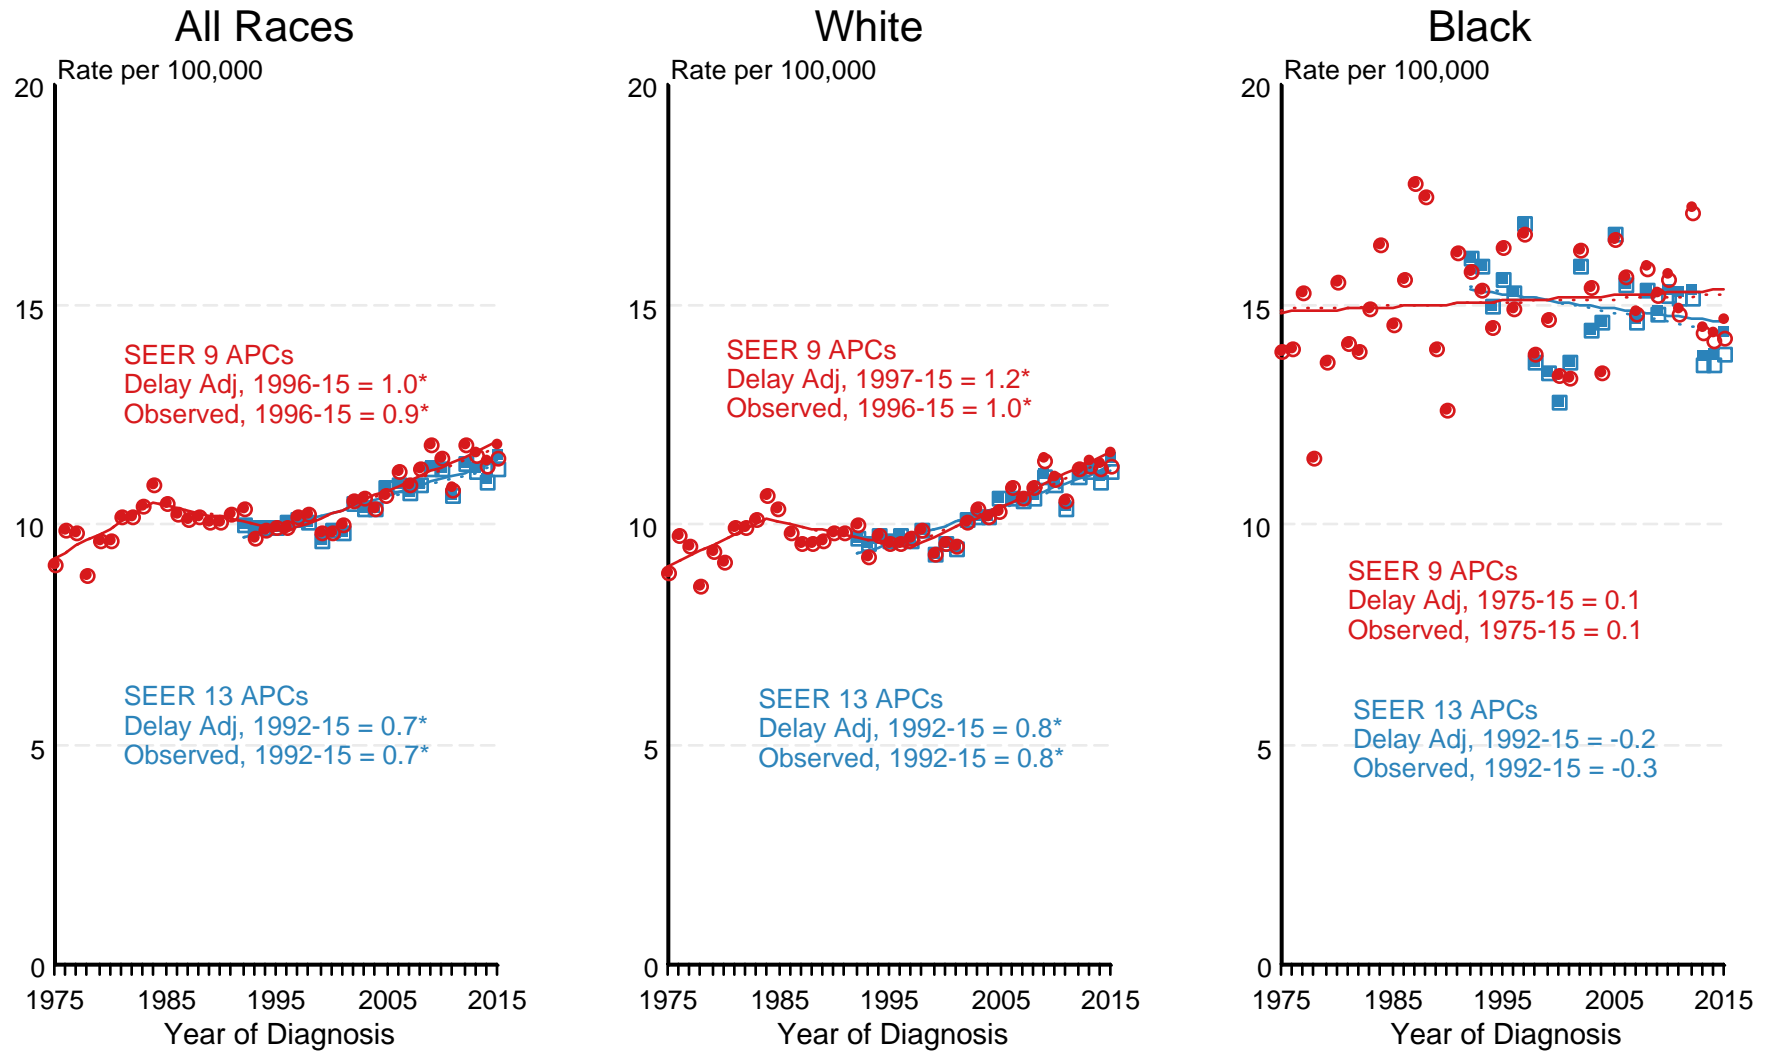 All Races
Rate per 100,000
20
15
10
5
0
SEER 9 APCs
Delay Adj, 1996-15 = 1.0*
Observed, 1996-15 = 0.9*
SEER 13 APCs
Delay Adj, 1992-15 = 0.7*
Observed, 1992-15 = 0.7*
1975 1985 1995 2005 2015
Year of Diagnosis
White
Rate per 100,000
20
15
10
5
0
SEER 9 APCs
Delay Adj, 1997-15 = 1.2*
Observed, 1996-15 = 1.0*
SEER 13 APCs
Delay Adj, 1992-15 = 0.8*
Observed, 1992-15 = 0.8*
1975 1985 1995 2005 2015
Year of Diagnosis
Black
Rate per 100,000
20
15
10
5
0
SEER 9 APCs
Delay Adj, 1975-15 = 0.1
Observed, 1975-15 = 0.1
SEER 13 APCs
Delay Adj, 1992-15 = -0.2
Observed, 1992-15 = -0.3
1975 1985 1995 2005 2015
Year of Diagnosis